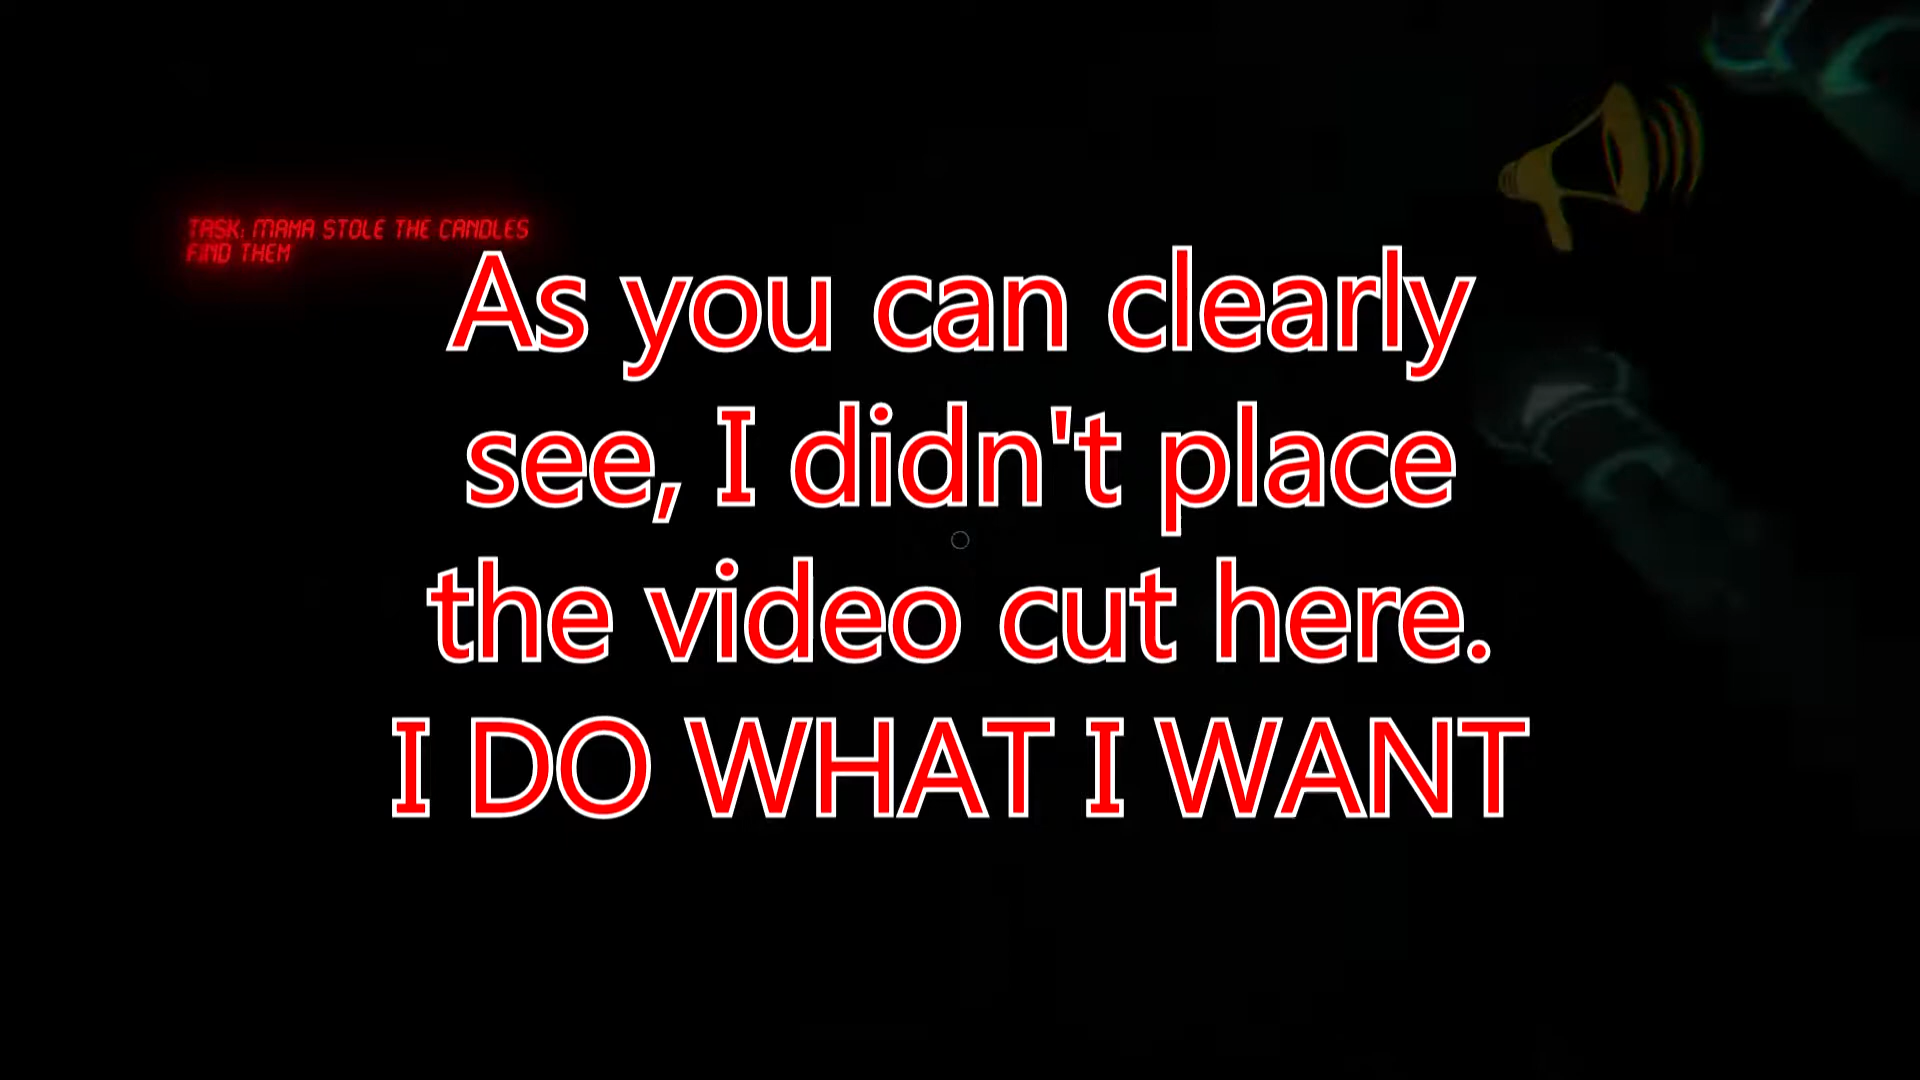 TASK: MAMA STOLE THE CANDLES
FIND THEM
As you can clearly
see, I didn't place
the video cut here.
I DO WHAT I WANT